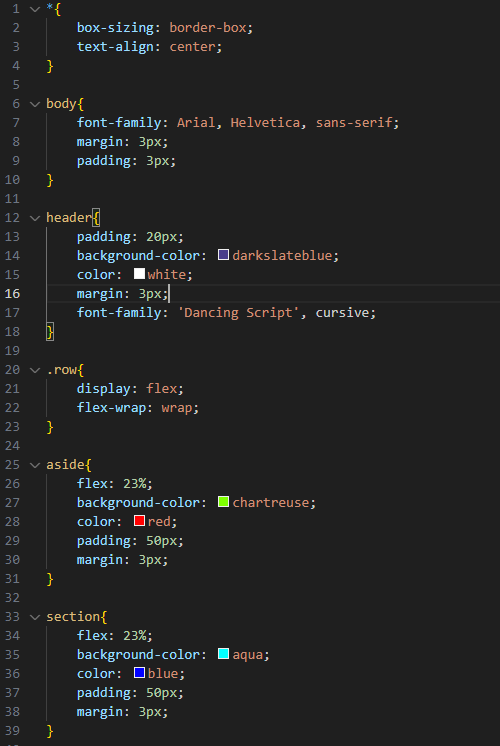 1 *{
2     box-sizing: border-box;
3     text-align: center;
4 }
5
6 body{
7     font-family: Arial, Helvetica, sans-serif;
8     margin: 3px;
9     padding: 3px;
10 }
11
12 header{
13     padding: 20px;
14     background-color: darkslateblue;
15     color: white;
16     margin: 3px;
17     font-family: 'Dancing Script', cursive;
18 }
19
20 .row{
21     display: flex;
22     flex-wrap: wrap;
23 }
24
25 aside{
26     flex: 23%;
27     background-color: chartreuse;
28     color: red;
29     padding: 50px;
30     margin: 3px;
31 }
32
33 section{
34     flex: 23%;
35     background-color: aqua;
36     color: blue;
37     padding: 50px;
38     margin: 3px;
39 }